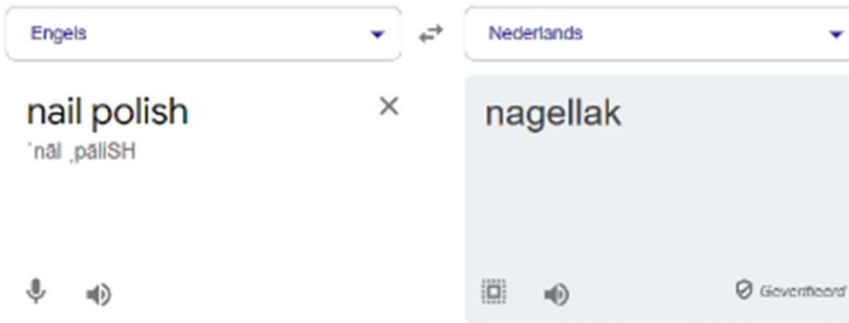 Engels
Nederlands
nail polish
ˈnāl ˌpäliSH
nagellak
Geverifieerd